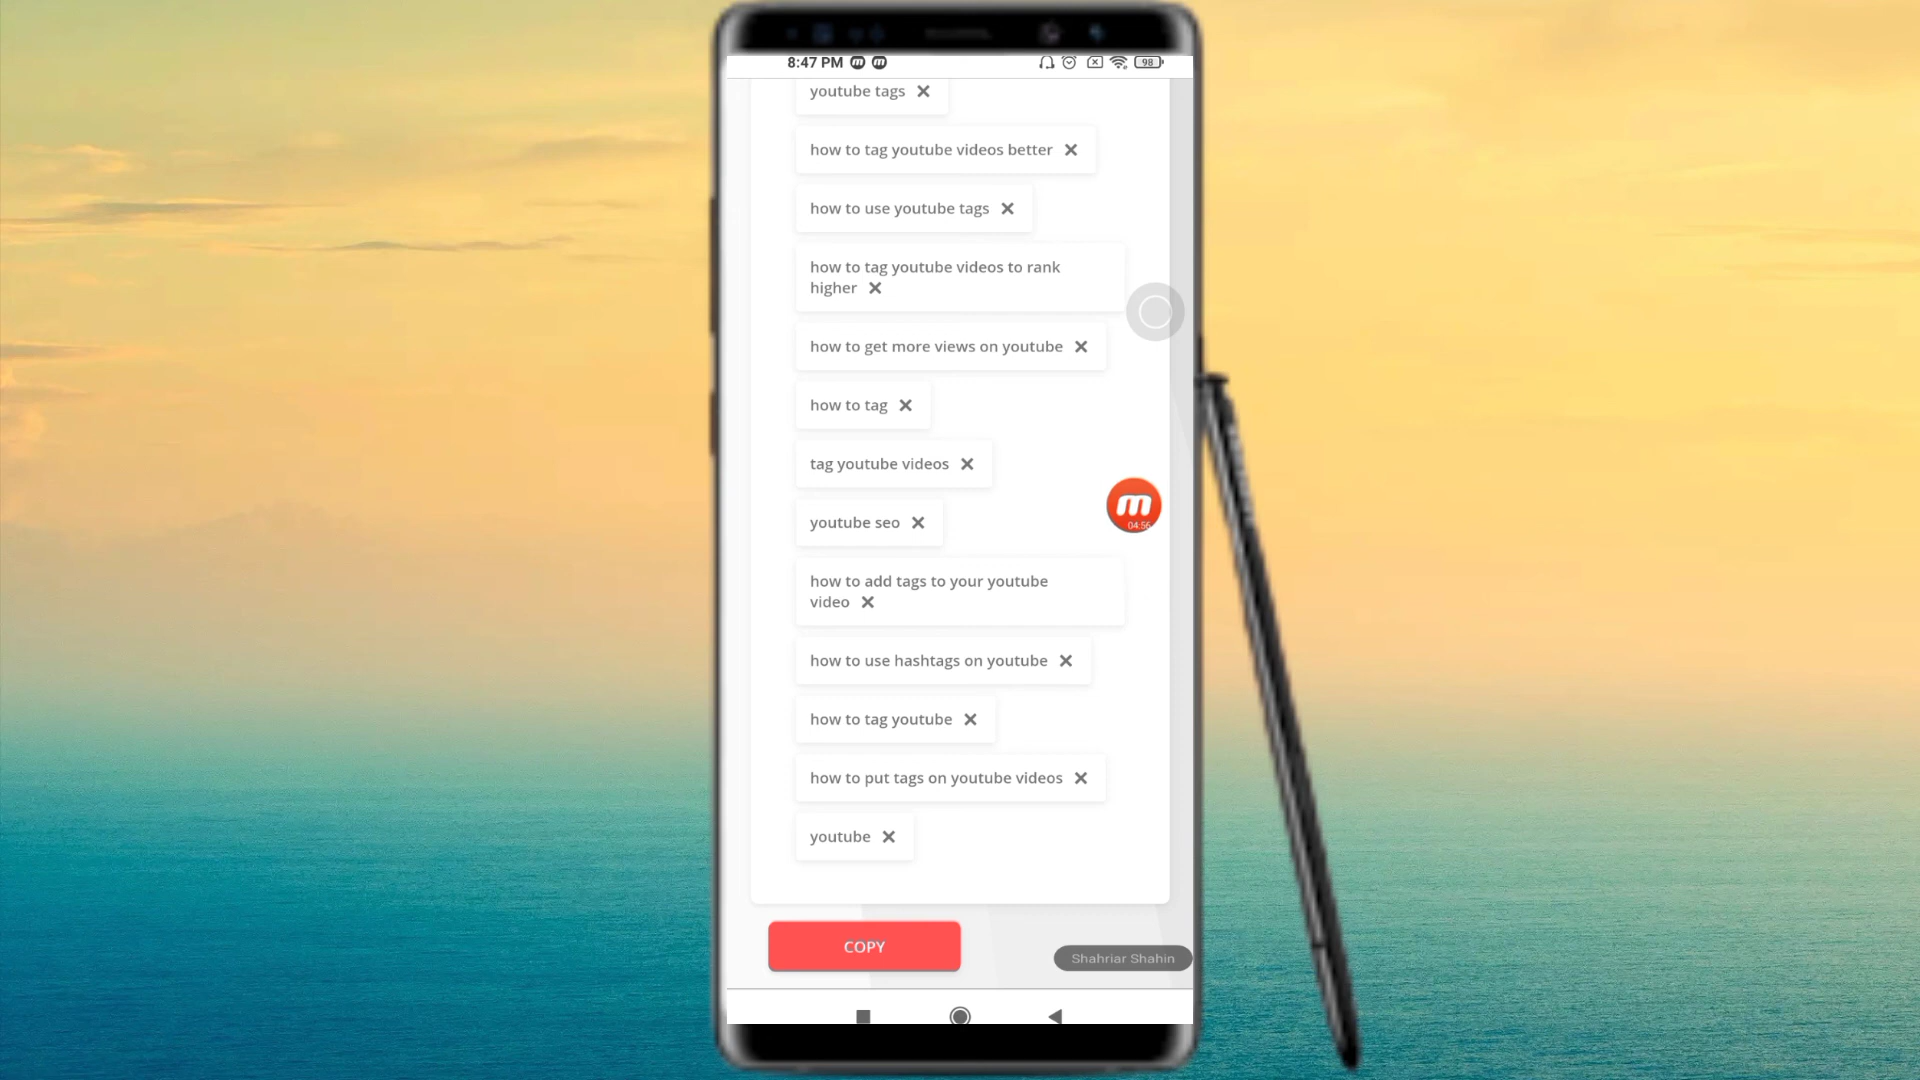 8:47 PM
98
youtube tags
how to tag youtube videos better
how to use youtube tags
how to tag youtube videos to rank
higher
how to get more views on youtube
how to tag
tag youtube videos
m
04:56
youtube seo
how to add tags to your youtube
video
how to use hashtags on youtube
how to tag youtube
how to put tags on youtube videos
youtube
COPY
Shahriar Shahin